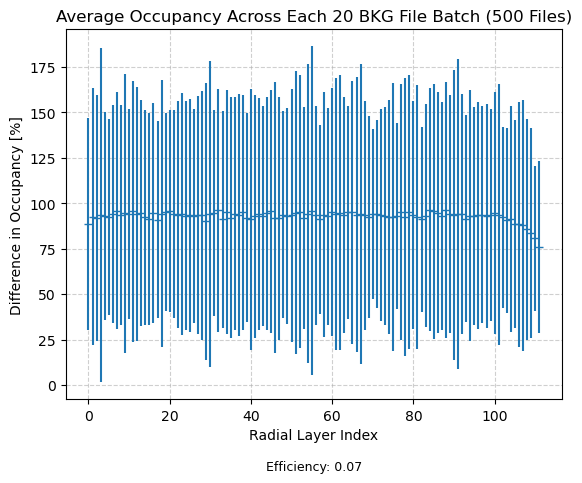 Average Occupancy Across Each 20 BKG File Batch (500 Files)
Difference in Occupancy [%]
175
150
125
100
75
50
25
0
0 20 40 60 80 100
Radial Layer Index
Efficiency: 0.07